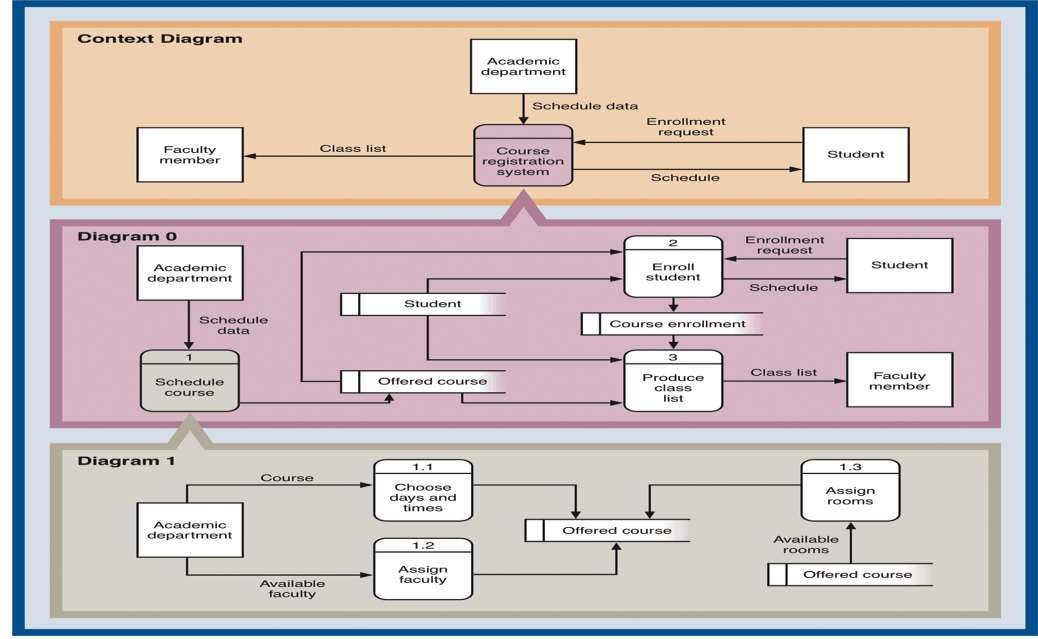 Context Diagram
Academic
department
Schedule data
Enrollment
request
Faculty
member
Class list
Course
registration
system
Student
Schedule
Diagram 0
Academic
department
Schedule
data
1
Schedule
course
Student
Offered course
2
Enroll
student
Enrollment
request
Schedule
Student
Course enrollment
3
Produce
class
list
Class list
Faculty
member
Diagram 1
Academic
department
Course
1.1
Choose
days and
times
Available
faculty
1.2
Assign
faculty
Offered course
1.3
Assign
rooms
Available
rooms
Offered course